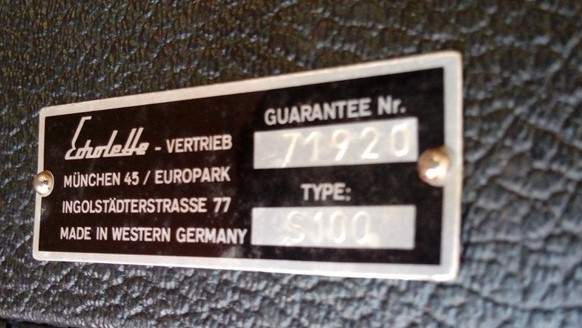 Echolette - VERTRIEB
MÜNCHEN 45 / EUROPARK
INGOLSTÄDTERSTRASSE 77
MADE IN WESTERN GERMANY
GUARANTEE Nr.
71920
TYPE:
S100